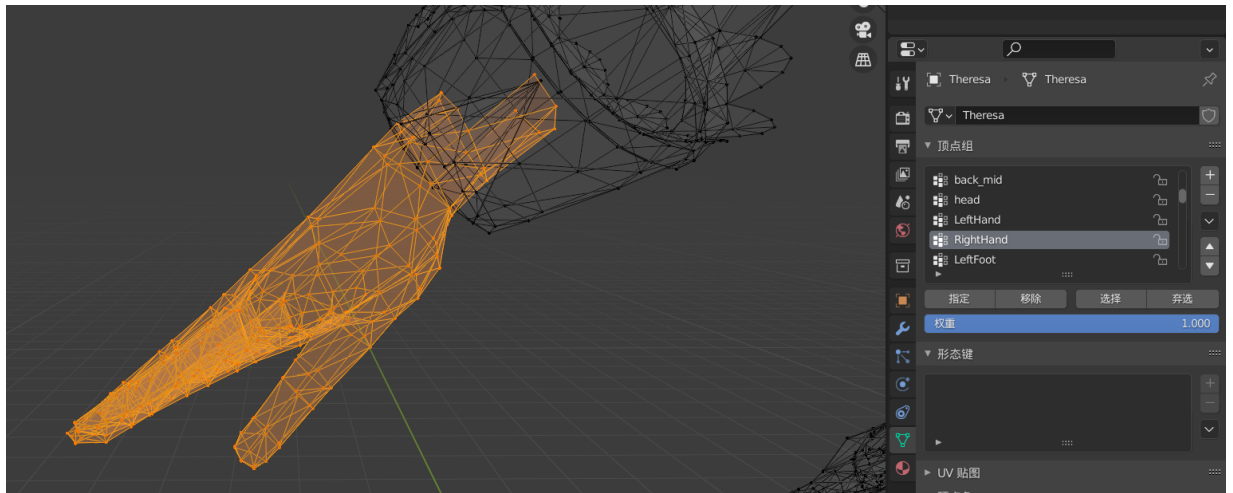 Theresa Theresa
Theresa
顶点组
back_mid
head
LeftHand
RightHand
LeftFoot
指定 移除 选择 弃选
权重 1.000
形态键
UV 贴图